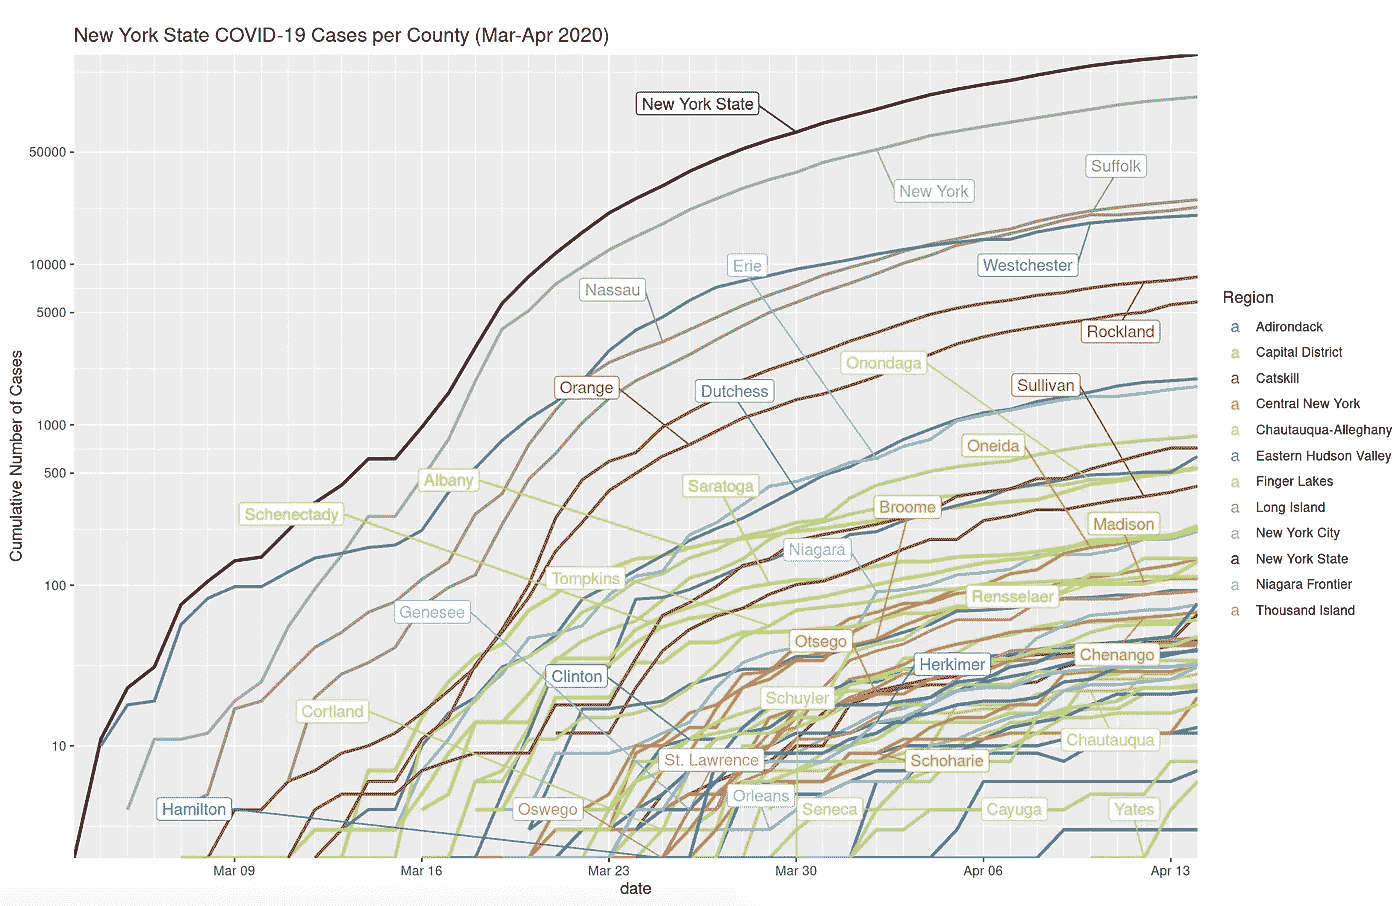 New York State COVID-19 Cases per County (Mar-Apr 2020)
New York State
Suffolk
New York
50000
10000
5000
1000
500
100
10
Cumulative Number of Cases
Erie
Westchester
Nassau
Rockland
Onondaga
Orange
Dutchess
Sullivan
Oneida
Albany
Saratoga
Schenectady
Broome
Madison
Niagara
Tompkins
Rensselaer
Genesee
Otsego
Chenango
Herkimer
Clinton
Schuyler
Cortland
Chautauqua
St. Lawrence
Schoharie
Orleans
Hamilton
Oswego
Seneca
Cayuga
Yates
Mar 09
Mar 16
Mar 23
Mar 30
Apr 06
Apr 13
date
Region
a Adirondack
a Capital District
a Catskill
a Central New York
a Chautauqua-Alleghany
a Eastern Hudson Valley
a Finger Lakes
a Long Island
a New York City
a New York State
a Niagara Frontier
a Thousand Island